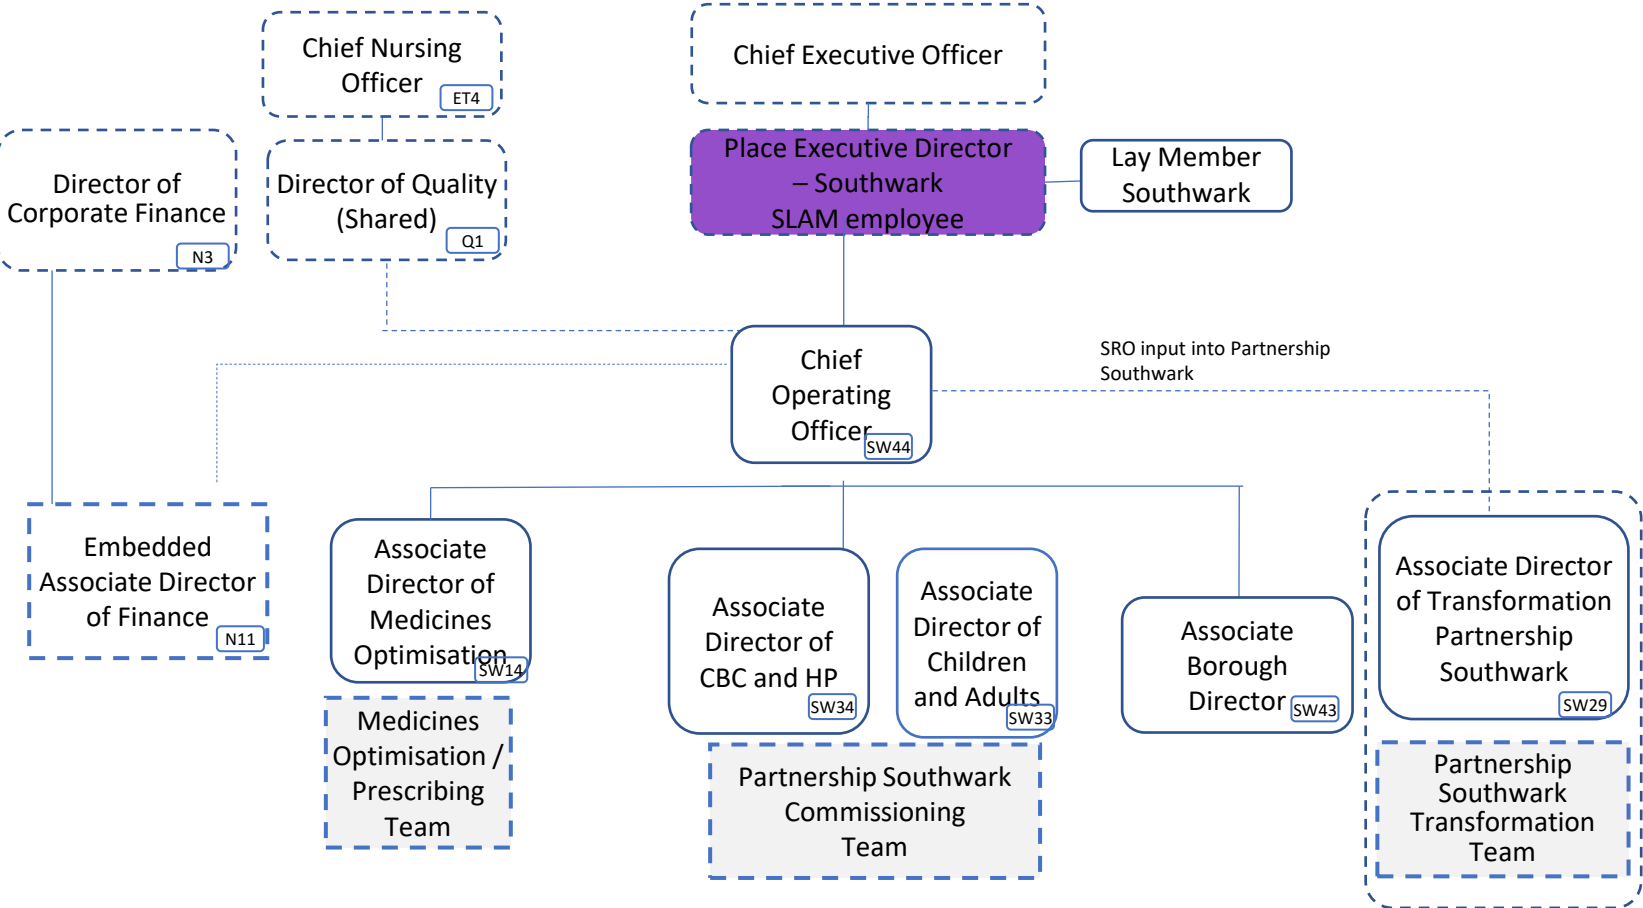 Chief Nursing
Officer
ET4
Chief Executive Officer
Director of
Corporate Finance
N3
Director of Quality
(Shared)
Q1
Place Executive Director
– Southwark
SLAM employee
Lay Member
Southwark
Chief
Operating
Officer
SW44
SRO input into Partnership
Southwark
Embedded
Associate Director
of Finance
N11
Associate
Director of
Medicines
Optimisation
SW14
Medicines
Optimisation /
Prescribing
Team
Associate
Director of
CBC and HP
SW34
Associate
Director of
Children
and Adults
SW33
Partnership Southwark
Commissioning
Team
Associate
Borough
Director
SW43
Associate Director
of Transformation
Partnership
Southwark
SW29
Partnership
Southwark
Transformation
Team